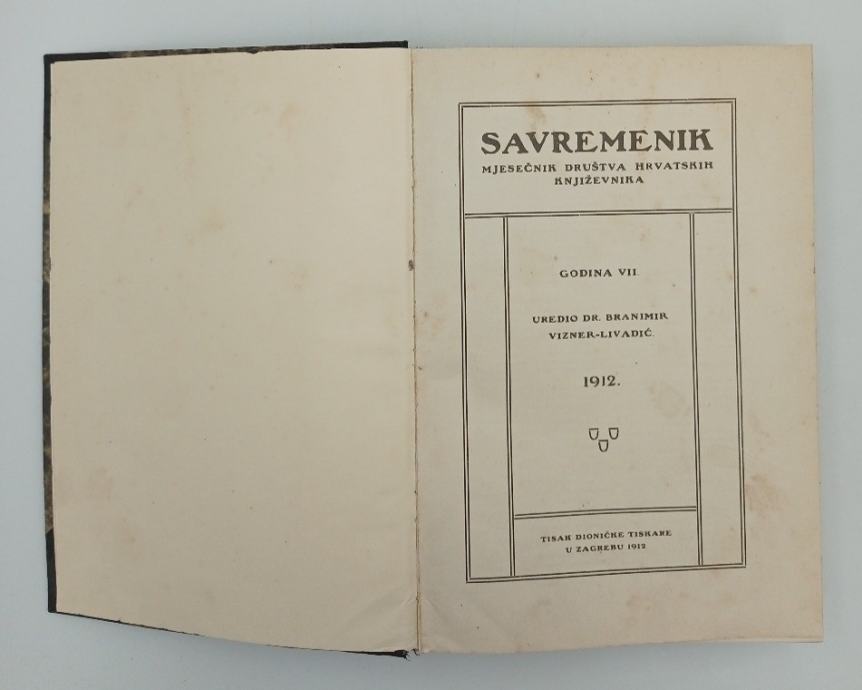 SAVREMENIK
MJESEČNIK DRUŠTVA HRVATSKIH
KNJIŽEVNIKA
GODINA VII.
UREDIO DR. BRANIMIR
VIZNER-LIVADIĆ.
1912.
TISAK DIONIČKE TISKARE
U ZAGREBU 1912